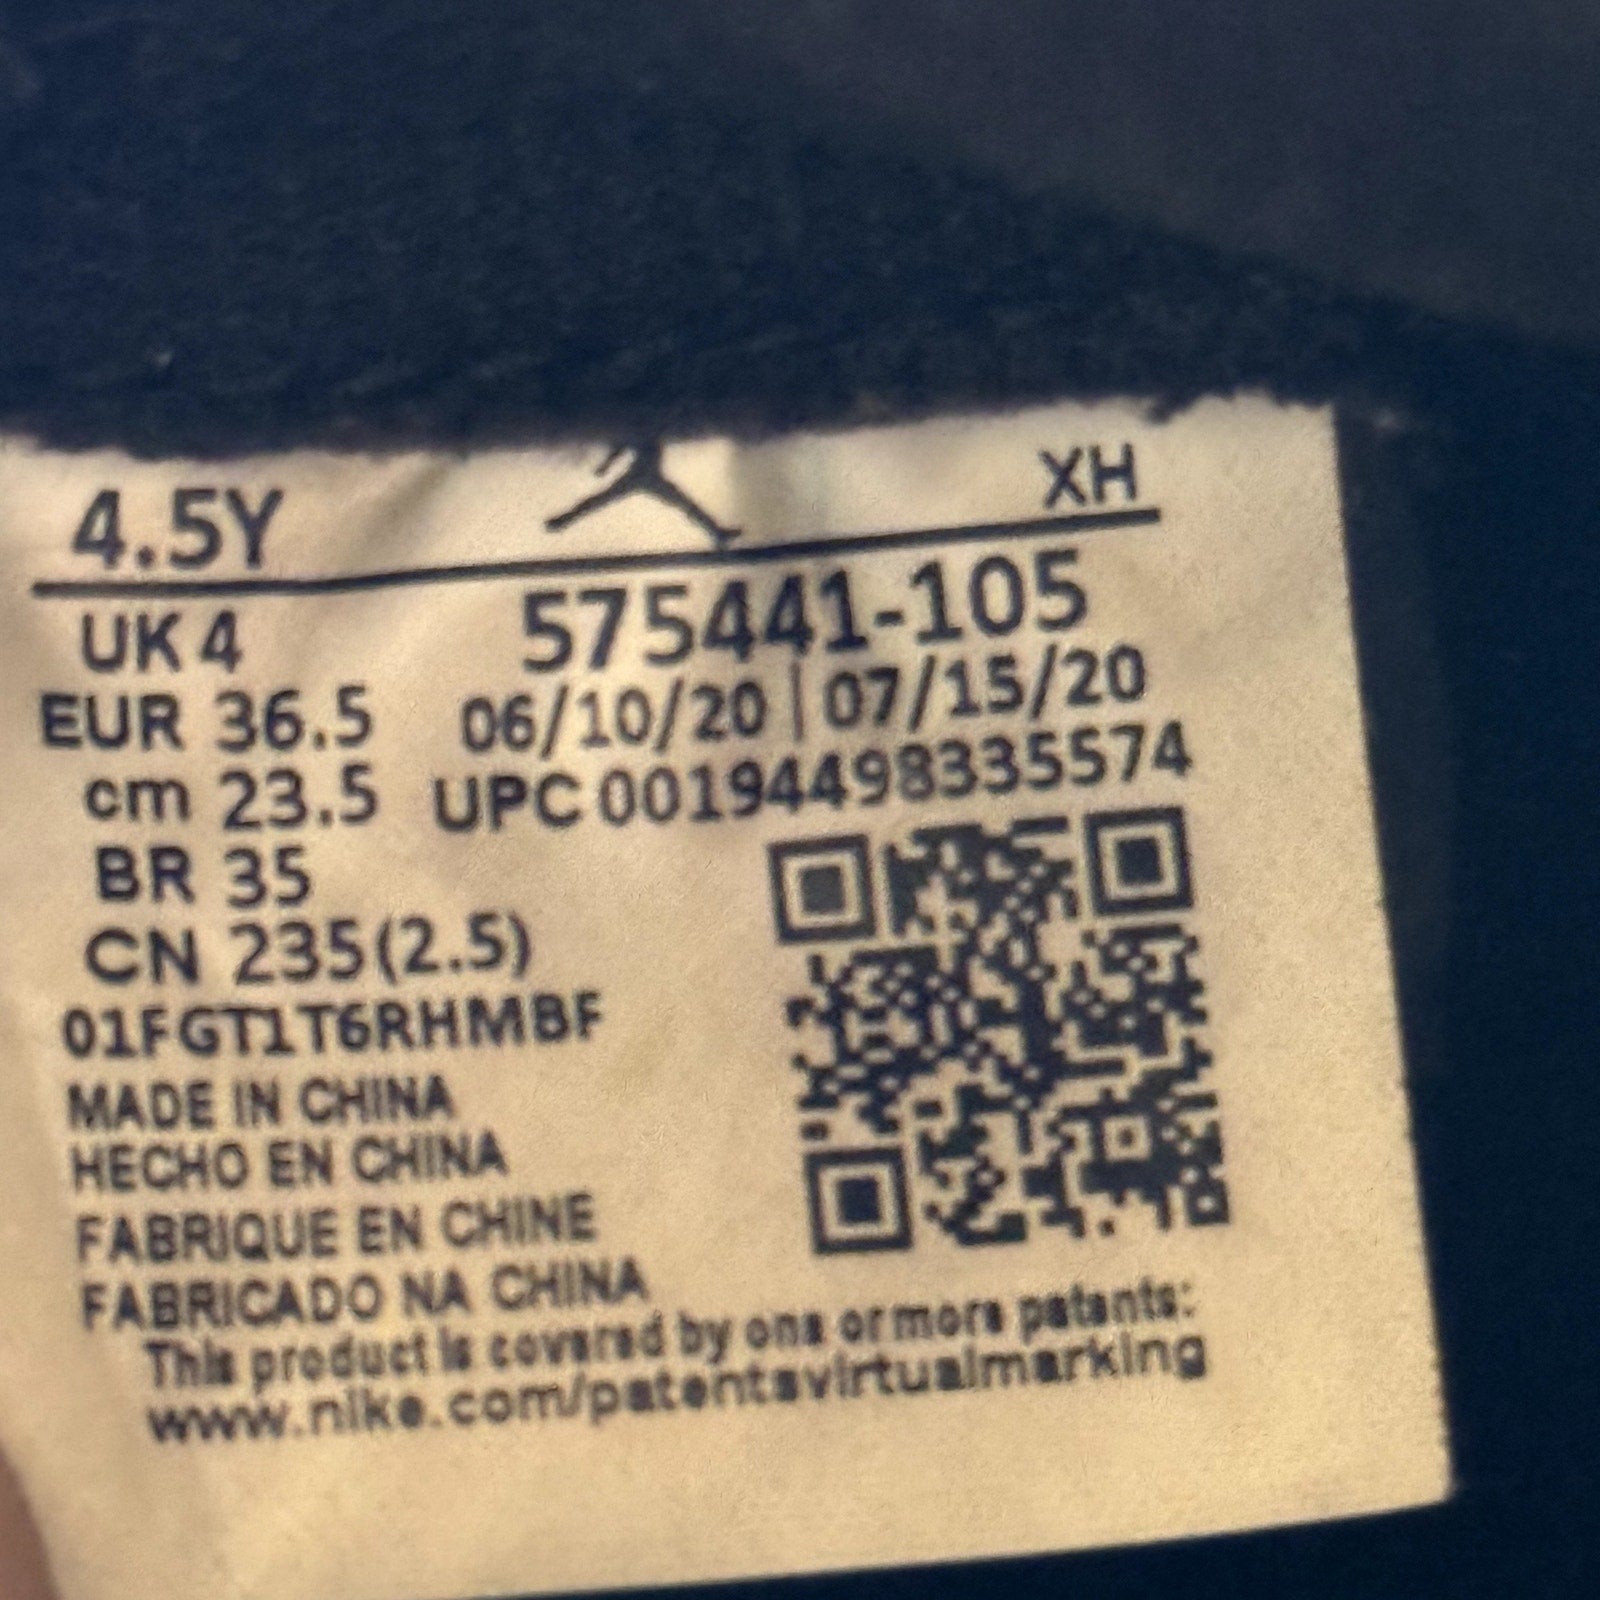 4.5Y XH
UK 4 575441-105
EUR 36.5 06/10/20 | 07/15/20
cm 23.5 UPC 00194498335574
BR 35
CN 235(2.5)
01FGT1T6RHMBF
MADE IN CHINA
HECHO EN CHINA
FABRIQUE EN CHINE
FABRICADO NA CHINA
This product is covered by one or more patents:
www.nike.com/patentsvirtualmarking